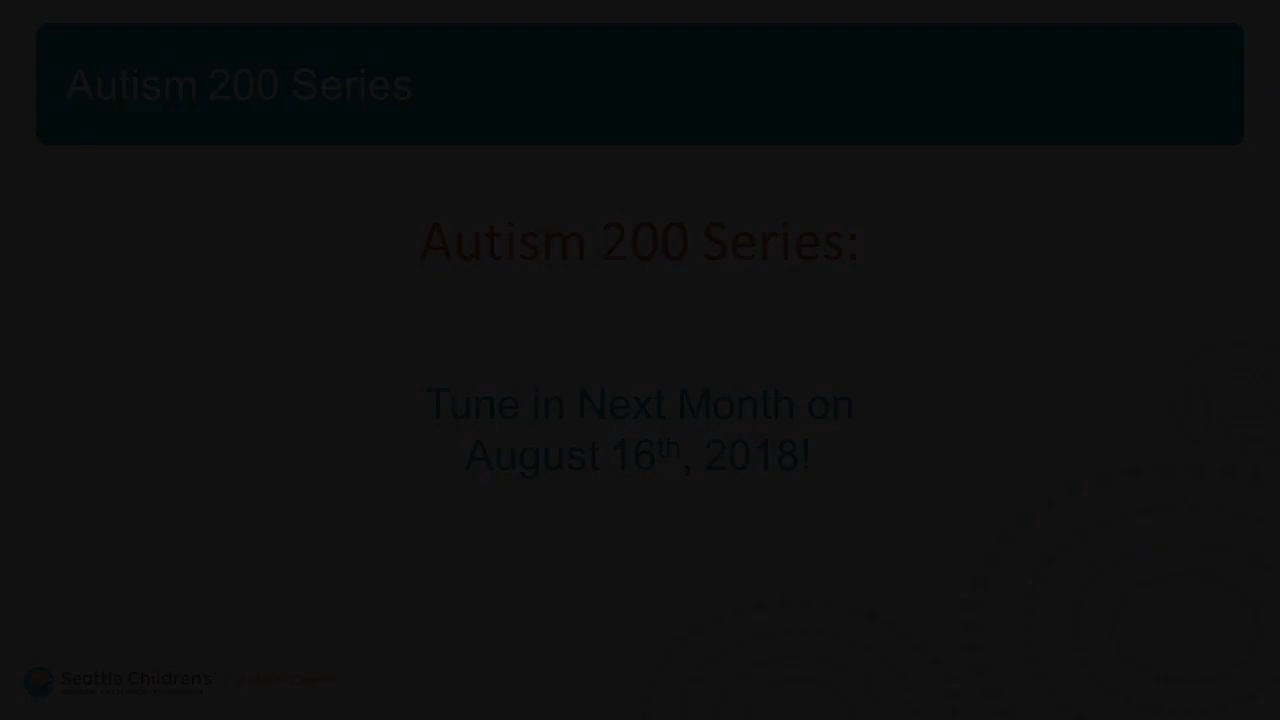 Autism 200 Series
Autism 200 Series:
Tune in Next Month on
August 16th, 2018!
Seattle Children's